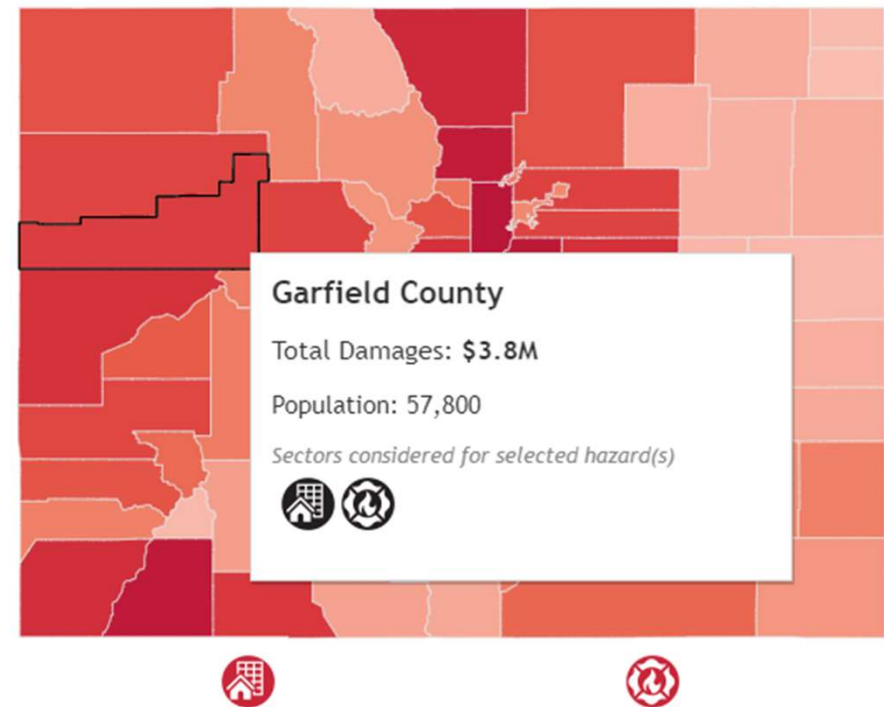 Garfield County
Total Damages: $3.8M
Population: 57,800
Sectors considered for selected hazard(s)